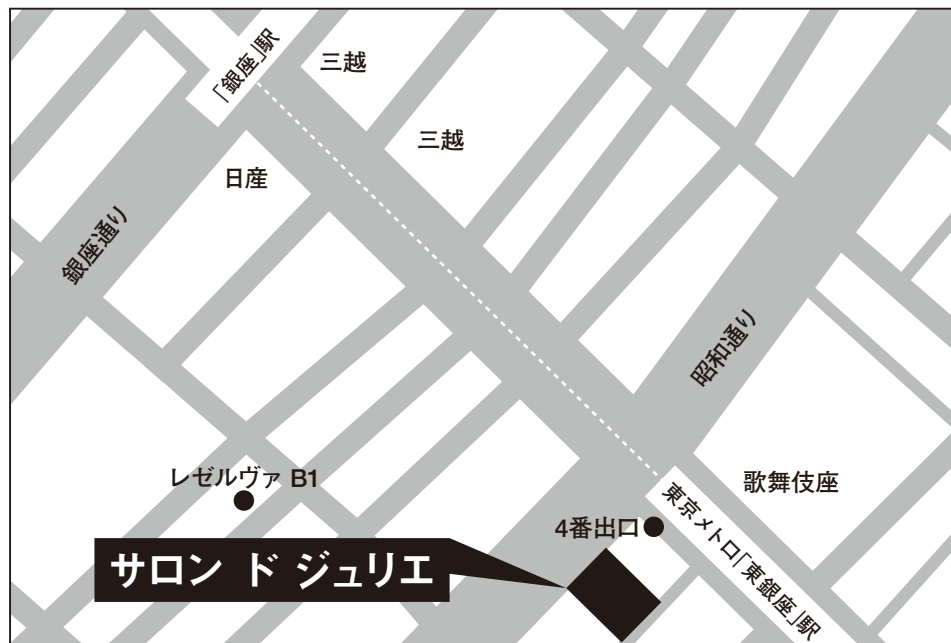 「銀座」駅
三越
三越
日産
銀座通り
昭和通り
レゼルヴァ B1
歌舞伎座
4番出口
東京メトロ「東銀座」駅
サロン ド ジュリエ